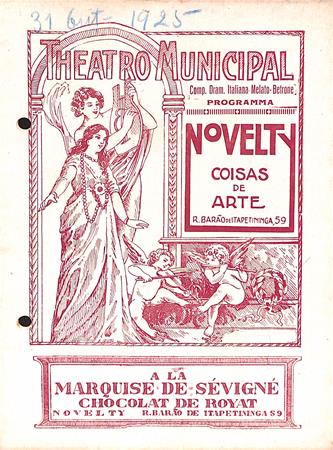 31 Out - 1925
THEATRO MUNICIPAL
Comp. Dram. Italiana-Melato-Betrone
PROGRAMMA
NOVELTY
COISAS
DE
ARTE
R. BARÃO DE ITAPETININGA, 59
A LA
MARQUISE DE SÉVIGNÉ
CHOCOLAT DE ROYAT
NOVELTY R. BARÃO DE ITAPETININGA 59